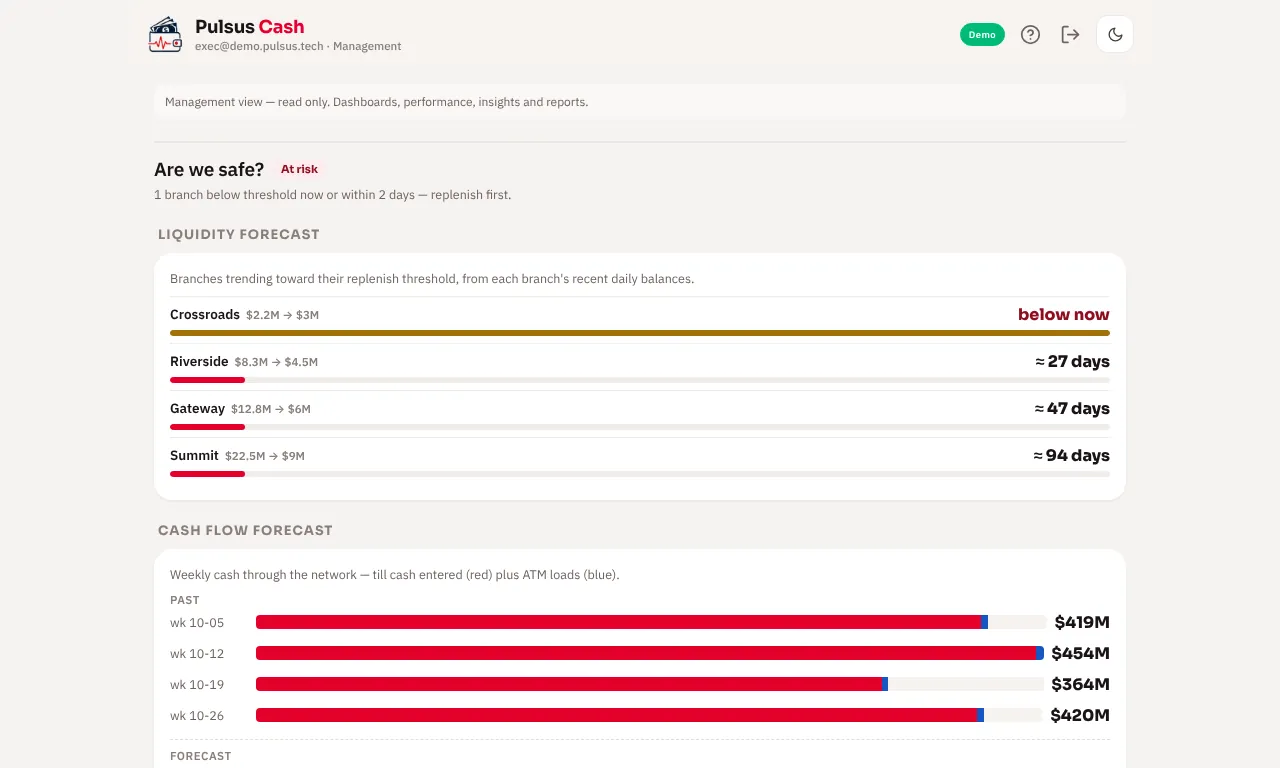 Pulsus Cash
exec@demo.pulsus.tech · Management
Demo
Management view — read only. Dashboards, performance, insights and reports.
Are we safe? At risk
1 branch below threshold now or within 2 days — replenish first.
LIQUIDITY FORECAST
Branches trending toward their replenish threshold, from each branch's recent daily balances.
Crossroads $2.2M → $3M below now
Riverside $8.3M → $4.5M ≈ 27 days
Gateway $12.8M → $6M ≈ 47 days
Summit $22.5M → $9M ≈ 94 days
CASH FLOW FORECAST
Weekly cash through the network — till cash entered (red) plus ATM loads (blue).
PAST
wk 10-05 $419M
wk 10-12 $454M
wk 10-19 $364M
wk 10-26 $420M
FORECAST